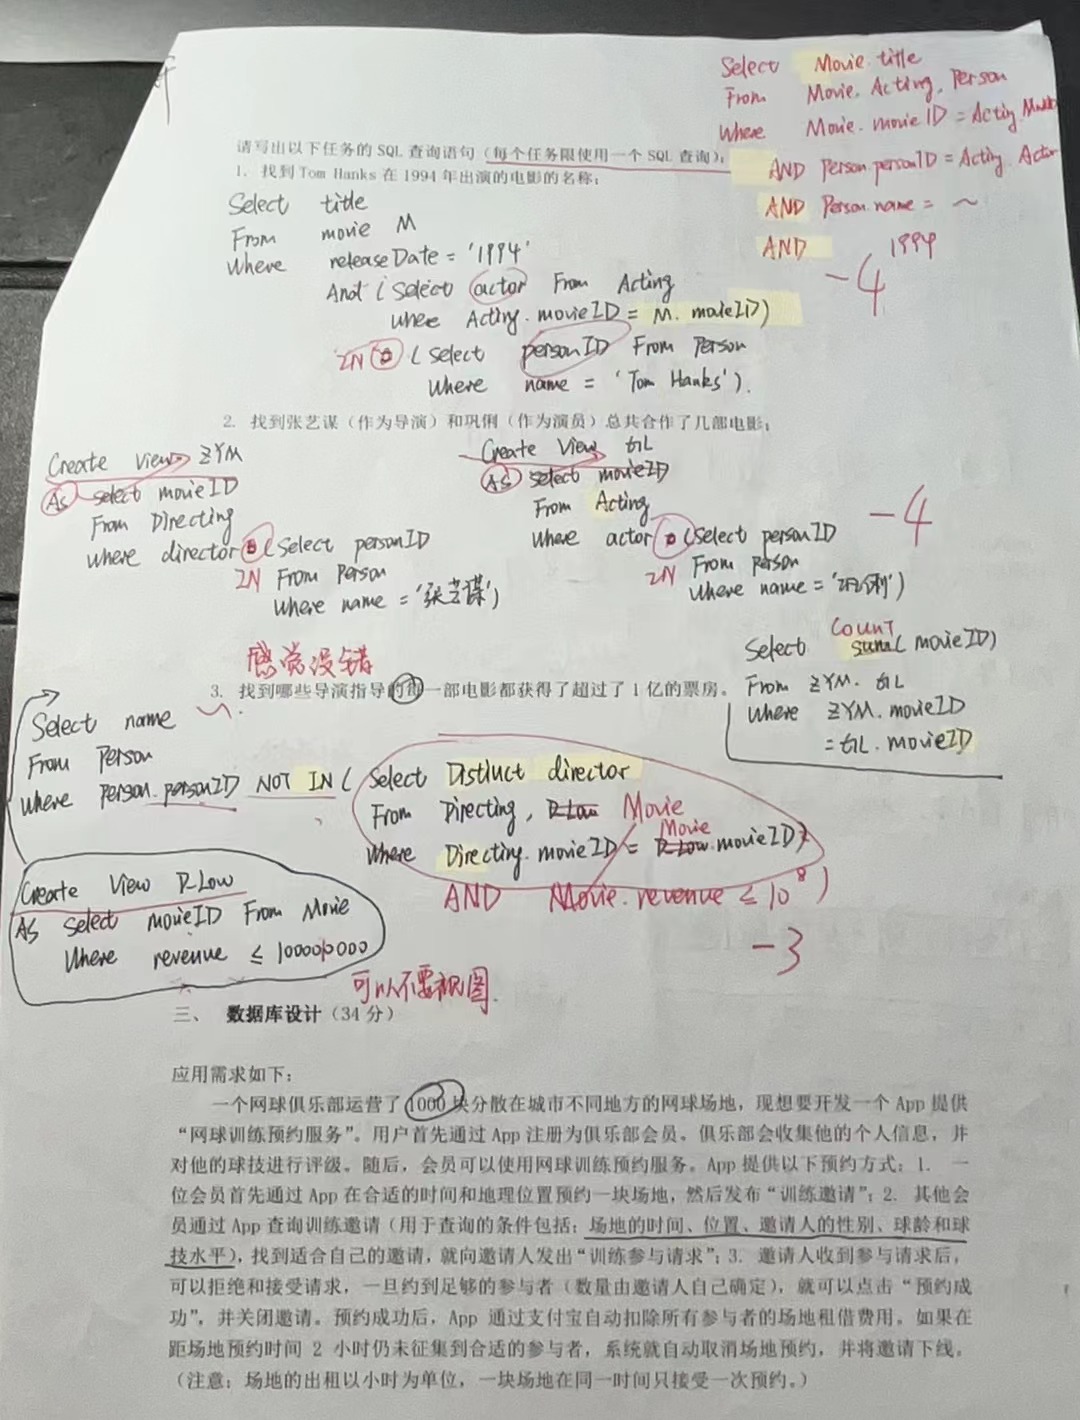 Select Movie.title
From Movie, Acting, Person
Where Movie.movieID = Acting.MovieID
AND Person.personID = Acting.Actor
AND Person.name = ~
AND 1994
-4
请写出以下任务的 SQL 查询语句（每个任务限使用一个 SQL 查询）：
1. 找到 Tom Hanks 在 1994 年出演的电影的名称；
Select title
From movie M
Where releaseDate = '1994'
And (Select actor From Acting
Where Acting.movieID = M.movieID)
IN (Select personID From Person
Where name = 'Tom Hanks').
2. 找到张艺谋（作为导演）和巩俐（作为演员）总共合作了几部电影；
Create View ZYM
As select movieID
From Directing
Where director = (Select personID
IN From Person
Where name = '张艺谋')
Create View GL
As select movieID
From Acting
Where actor = (Select personID
IN From Person
Where name = '巩俐')
-4
COUNT
Select sum(movieID)
From ZYM, GL
Where ZYM.movieID
= GL.movieID
感觉没错
3. 找到哪些导演指导的每一部电影都获得了超过了 1 亿的票房。
Select name
From Person
Where Person.personID NOT IN (Select Distinct director
From Directing, D_Low Movie
Where Directing.movieID = D_Low.movieID)
Movie
AND Movie.revenue ≤ 10⁸)
-3
Create View D_Low
As Select movieID From Movie
Where revenue ≤ 100000000
可以不要视图.
三、 数据库设计（34 分）
应用需求如下：
一个网球俱乐部运营了 1000 块分散在城市不同地方的网球场地，现想要开发一个 App 提供
“网球训练预约服务”。用户首先通过 App 注册为俱乐部会员。俱乐部会收集他的个人信息，并
对他的球技进行评级。随后，会员可以使用网球训练预约服务。App 提供以下预约方式：1. 一
位会员首先通过 App 在合适的时间和地理位置预约一块场地，然后发布“训练邀请”；2. 其他会
员通过 App 查询训练邀请（用于查询的条件包括：场地的时间、位置、邀请人的性别、球龄和球
技水平），找到适合自己的邀请，就向邀请人发出“训练参与请求”；3. 邀请人收到参与请求后，
可以拒绝和接受请求，一旦约到足够的参与者（数量由邀请人自己确定），就可以点击“预约成
功”，并关闭邀请。预约成功后，App 通过支付宝自动扣除所有参与者的场地租借费用。如果在
距场地预约时间 2 小时仍未征集到合适的参与者，系统就自动取消场地预约，并将邀请下线。
（注意：场地的出租以小时为单位，一块场地在同一时间只接受一次预约。）